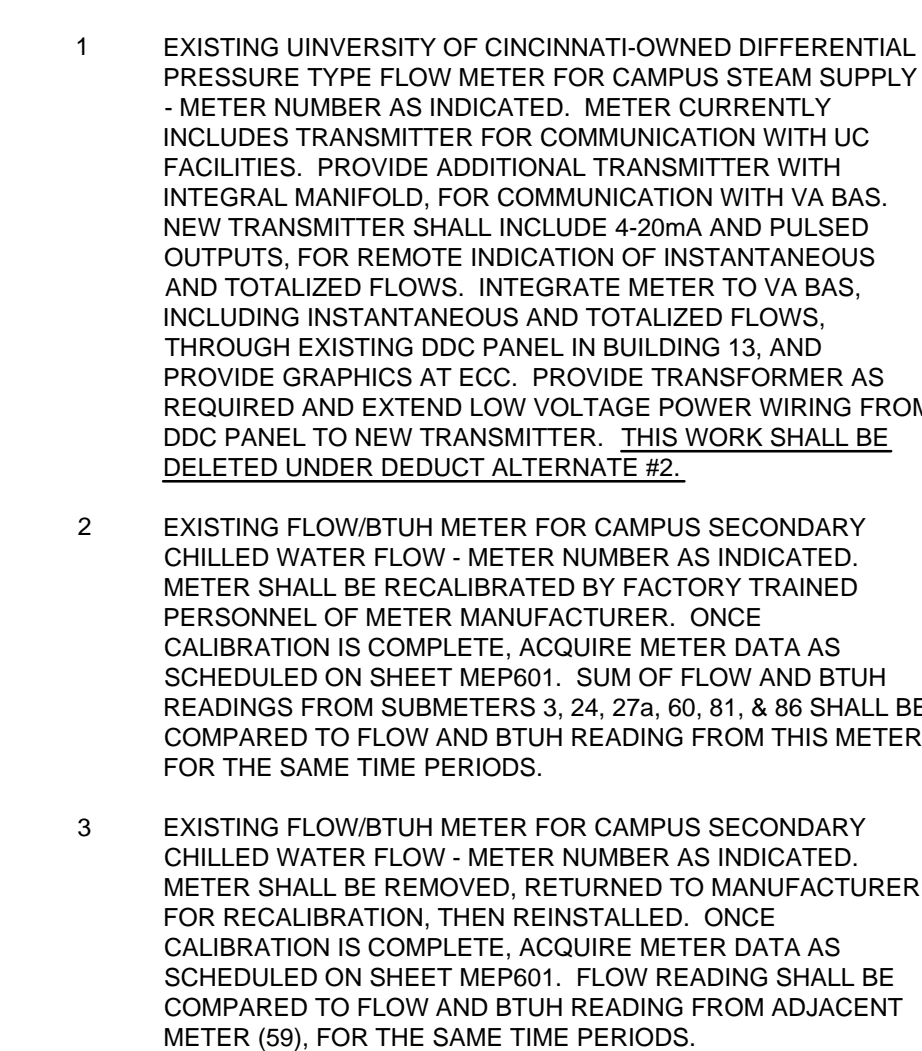 1 EXISTING UINVERSITY OF CINCINNATI-OWNED DIFFERENTIAL
PRESSURE TYPE FLOW METER FOR CAMPUS STEAM SUPPLY
- METER NUMBER AS INDICATED. METER CURRENTLY
INCLUDES TRANSMITTER FOR COMMUNICATION WITH UC
FACILITIES. PROVIDE ADDITIONAL TRANSMITTER WITH
INTEGRAL MANIFOLD, FOR COMMUNICATION WITH VA BAS.
NEW TRANSMITTER SHALL INCLUDE 4-20mA AND PULSED
OUTPUTS, FOR REMOTE INDICATION OF INSTANTANEOUS
AND TOTALIZED FLOWS. INTEGRATE METER TO VA BAS,
INCLUDING INSTANTANEOUS AND TOTALIZED FLOWS,
THROUGH EXISTING DDC PANEL IN BUILDING 13, AND
PROVIDE GRAPHICS AT ECC. PROVIDE TRANSFORMER AS
REQUIRED AND EXTEND LOW VOLTAGE POWER WIRING FROM
DDC PANEL TO NEW TRANSMITTER. THIS WORK SHALL BE
DELETED UNDER DEDUCT ALTERNATE #2.
2 EXISTING FLOW/BTUH METER FOR CAMPUS SECONDARY
CHILLED WATER FLOW - METER NUMBER AS INDICATED.
METER SHALL BE RECALIBRATED BY FACTORY TRAINED
PERSONNEL OF METER MANUFACTURER. ONCE
CALIBRATION IS COMPLETE, ACQUIRE METER DATA AS
SCHEDULED ON SHEET MEP601. SUM OF FLOW AND BTUH
READINGS FROM SUBMETERS 3, 24, 27a, 60, 81, & 86 SHALL BE
COMPARED TO FLOW AND BTUH READING FROM THIS METER
FOR THE SAME TIME PERIODS.
3 EXISTING FLOW/BTUH METER FOR CAMPUS SECONDARY
CHILLED WATER FLOW - METER NUMBER AS INDICATED.
METER SHALL BE REMOVED, RETURNED TO MANUFACTURER
FOR RECALIBRATION, THEN REINSTALLED. ONCE
CALIBRATION IS COMPLETE, ACQUIRE METER DATA AS
SCHEDULED ON SHEET MEP601. FLOW READING SHALL BE
COMPARED TO FLOW AND BTUH READING FROM ADJACENT
METER (59), FOR THE SAME TIME PERIODS.